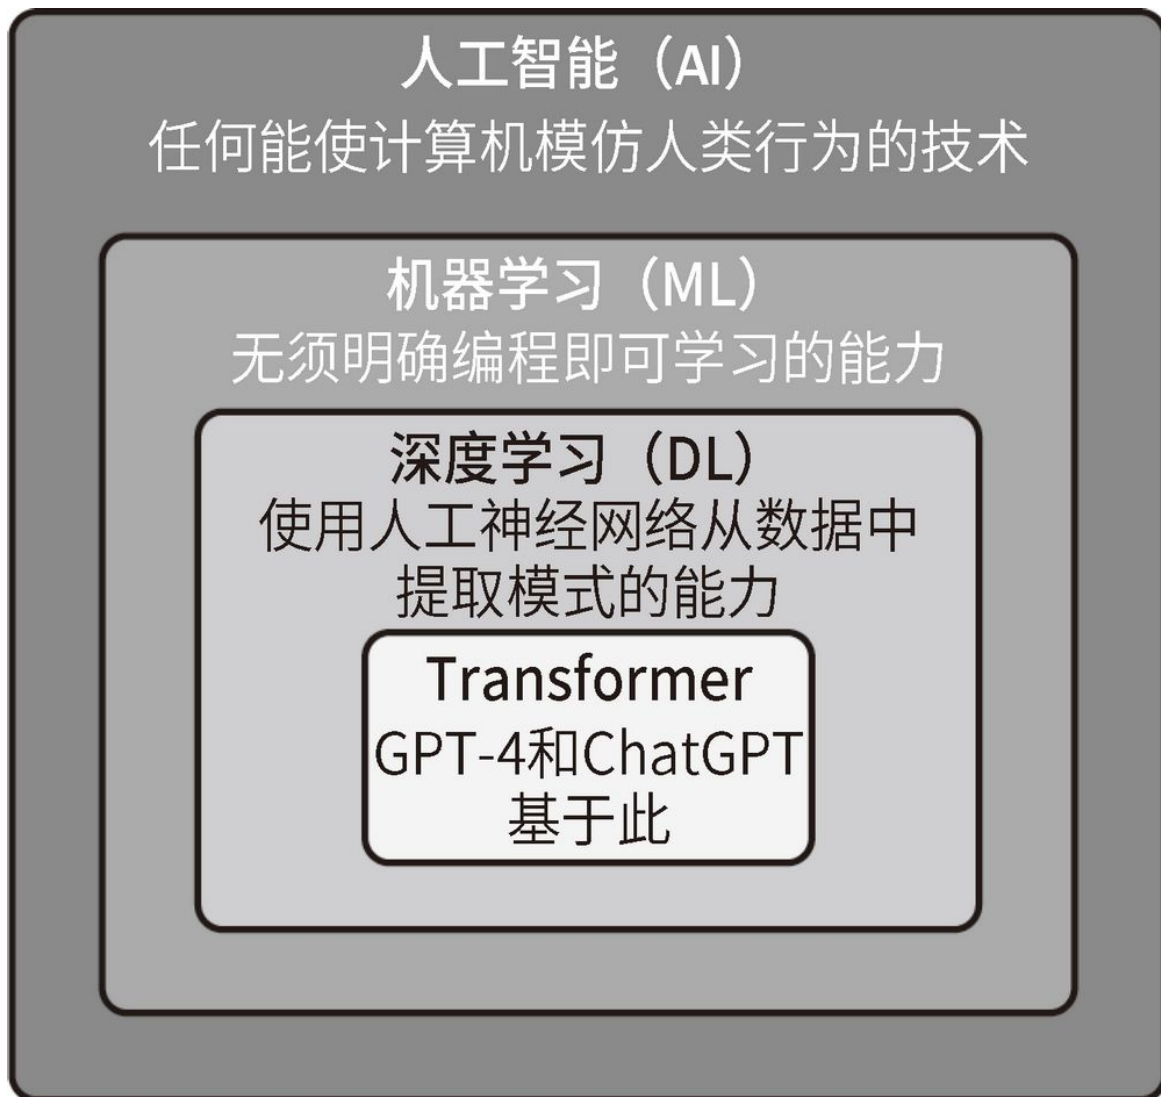 人工智能（AI）
任何能使计算机模仿人类行为的技术
机器学习（ML）
无须明确编程即可学习的能力
深度学习（DL）
使用人工神经网络从数据中
提取模式的能力
Transformer
GPT-4和ChatGPT
基于此